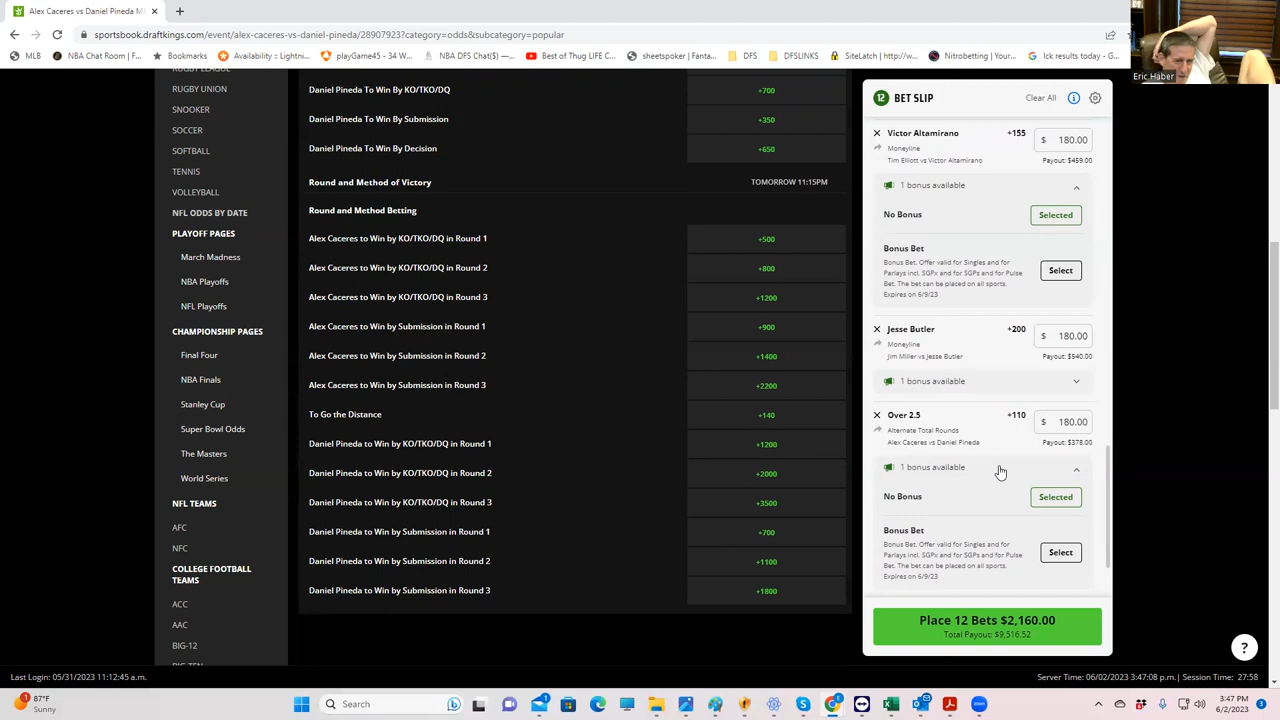 Alex Caceres vs Daniel Pineda M
sportsbook.draftkings.com/event/alex-caceres-vs-daniel-pineda/28907923?category=odds&subcategory=popular
MLB
NBA Chat Room | F...
Bookmarks
Availability :: Lightnin...
playGame45 - 34 W...
NBA DFS Chat($) —...
Best of Thug LIFE C...
sheetspoker | Fanta...
DFS
DFSLINKS
SiteLatch | http://w...
Nitrobetting | Your...
Ick results today - G...
Eric Haber
RUGBY LEAGUE
RUGBY UNION
SNOOKER
SOCCER
SOFTBALL
TENNIS
VOLLEYBALL
NFL ODDS BY DATE
PLAYOFF PAGES
March Madness
NBA Playoffs
NFL Playoffs
CHAMPIONSHIP PAGES
Final Four
NBA Finals
Stanley Cup
Super Bowl Odds
The Masters
World Series
NFL TEAMS
AFC
NFC
COLLEGE FOOTBALL
TEAMS
ACC
AAC
BIG-12
BIG-TEN
Daniel Pineda To Win By KO/TKO/DQ +700
Daniel Pineda To Win By Submission +350
Daniel Pineda To Win By Decision +650
Round and Method of Victory TOMORROW 11:15PM
Round and Method Betting
Alex Caceres to Win by KO/TKO/DQ in Round 1 +500
Alex Caceres to Win by KO/TKO/DQ in Round 2 +800
Alex Caceres to Win by KO/TKO/DQ in Round 3 +1200
Alex Caceres to Win by Submission in Round 1 +900
Alex Caceres to Win by Submission in Round 2 +1400
Alex Caceres to Win by Submission in Round 3 +2200
To Go the Distance +140
Daniel Pineda to Win by KO/TKO/DQ in Round 1 +1200
Daniel Pineda to Win by KO/TKO/DQ in Round 2 +2000
Daniel Pineda to Win by KO/TKO/DQ in Round 3 +3500
Daniel Pineda to Win by Submission in Round 1 +700
Daniel Pineda to Win by Submission in Round 2 +1100
Daniel Pineda to Win by Submission in Round 3 +1800
12 BET SLIP Clear All
Victor Altamirano +155 $ 180.00
Moneyline
Tim Elliott vs Victor Altamirano Payout: $459.00
1 bonus available
No Bonus Selected
Bonus Bet
Bonus Bet. Offer valid for Singles and for
Parlays incl. SGPx and for SGPs and for Pulse
Bet. The bet can be placed on all sports.
Expires on 6/9/23
Select
Jesse Butler +200 $ 180.00
Moneyline
Jim Miller vs Jesse Butler Payout: $540.00
1 bonus available
Over 2.5 +110 $ 180.00
Alternate Total Rounds
Alex Caceres vs Daniel Pineda Payout: $378.00
1 bonus available
No Bonus Selected
Bonus Bet
Bonus Bet. Offer valid for Singles and for
Parlays incl. SGPx and for SGPs and for Pulse
Bet. The bet can be placed on all sports.
Expires on 6/9/23
Select
Place 12 Bets $2,160.00
Total Payout: $9,516.52
?
Last Login: 05/31/2023 11:12:45 a.m.
Server Time: 06/02/2023 3:47:08 p.m.| Session Time: 27:58
1
87°F
Sunny
Search
3:47 PM
6/2/2023
3